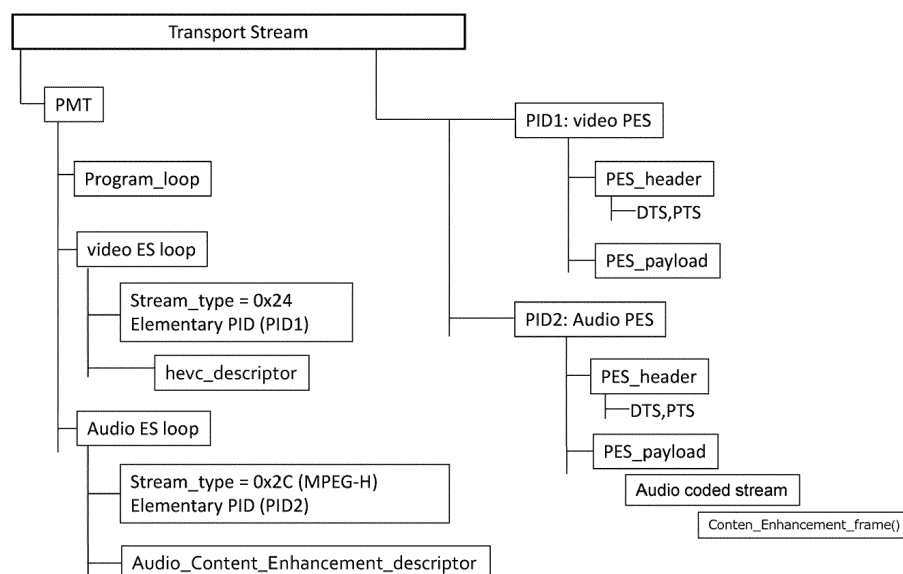 Transport Stream
PMT
Program_loop
video ES loop
Stream_type = 0x24
Elementary PID (PID1)
hevc_descriptor
Audio ES loop
Stream_type = 0x2C (MPEG-H)
Elementary PID (PID2)
Audio_Content_Enhancement_descriptor
PID1: video PES
PES_header
DTS,PTS
PES_payload
PID2: Audio PES
PES_header
DTS,PTS
PES_payload
Audio coded stream
Conten_Enhancement_frame()